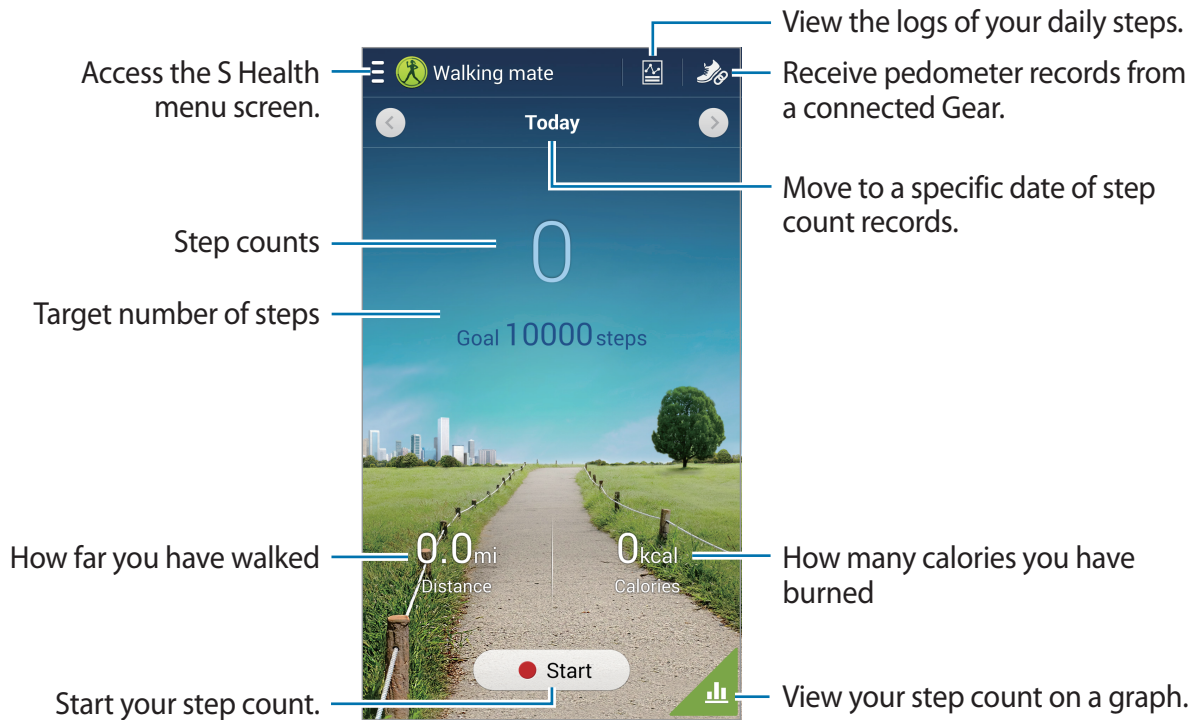 View the logs of your daily steps.
Access the S Health
menu screen.
Walking mate
Receive pedometer records from
a connected Gear.
Today
Move to a specific date of step
count records.
Step counts
0
Target number of steps
Goal 10000 steps
How far you have walked
0.0mi
Distance
0kcal
Calories
How many calories you have
burned
Start your step count.
Start
View your step count on a graph.